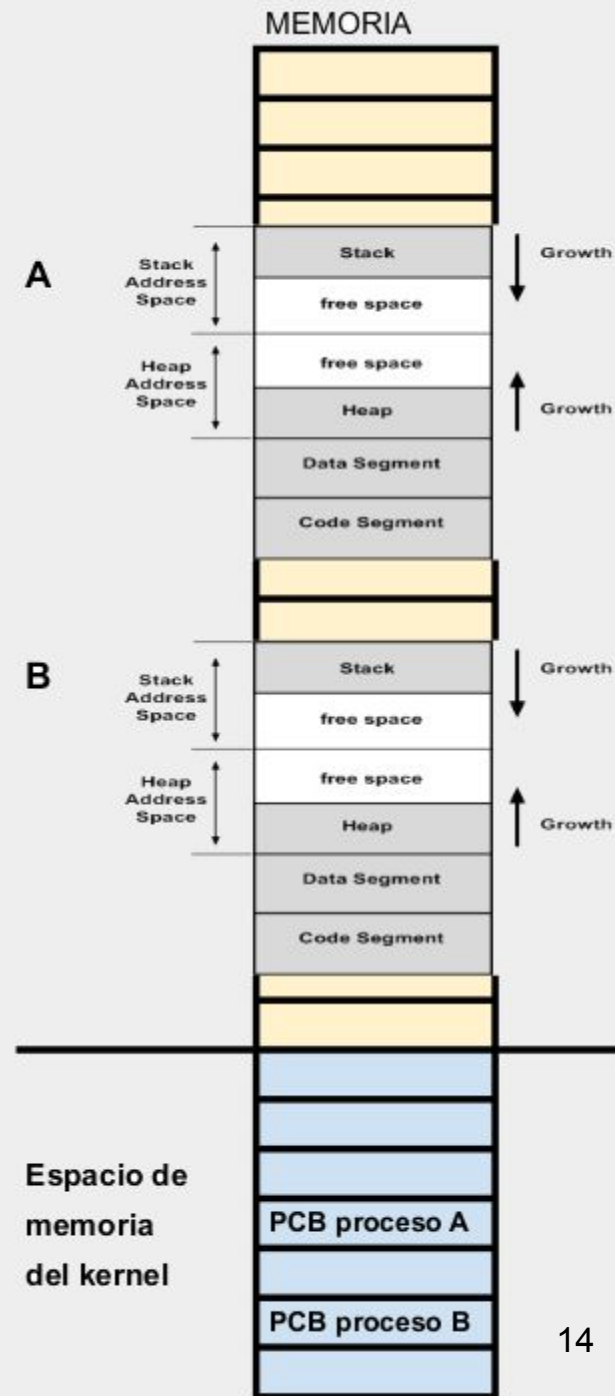 MEMORIA
A
Stack
Address
Space
Stack
Growth
free space
Heap
Address
Space
free space
Heap
Growth
Data Segment
Code Segment
B
Stack
Address
Space
Stack
Growth
free space
Heap
Address
Space
free space
Heap
Growth
Data Segment
Code Segment
Espacio de
memoria
del kernel
PCB proceso A
PCB proceso B
14